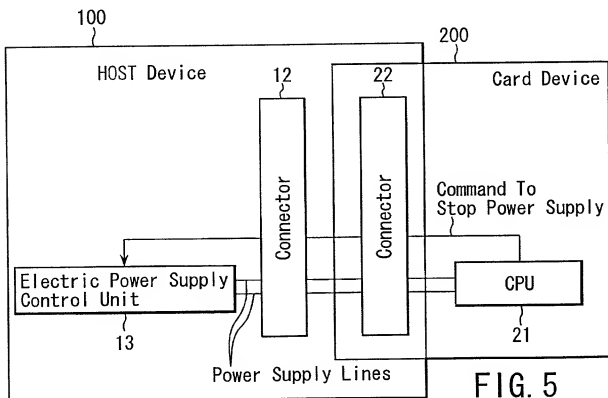 100
200
HOST Device
12
22
Card Device
Connector
Connector
Command To
Stop Power Supply
Electric Power Supply
Control Unit
CPU
13
21
Power Supply Lines
FIG. 5